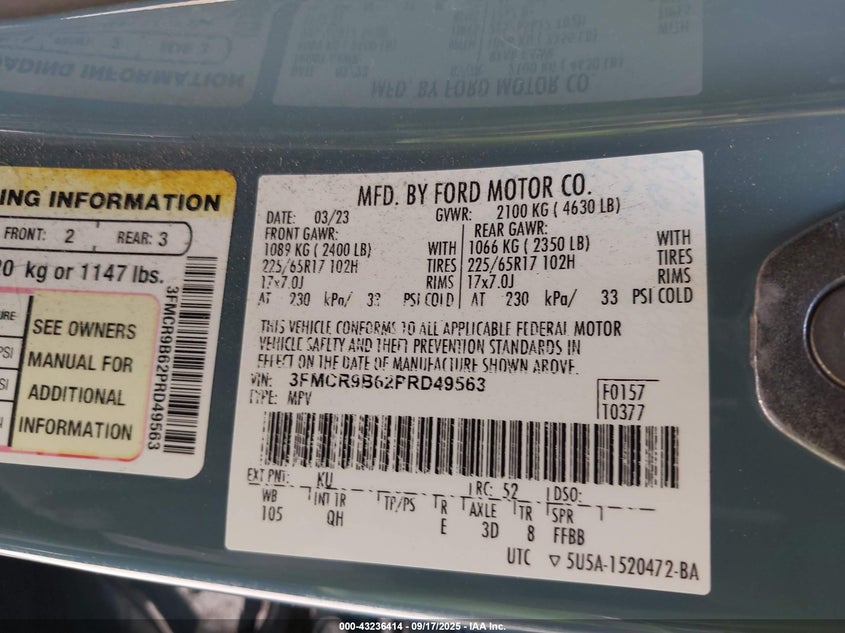 MFD. BY FORD MOTOR CO.
DATE: 03/23 GVWR: 2100 KG ( 4630 LB)
FRONT GAWR: REAR GAWR:
1089 KG ( 2400 LB) WITH 1066 KG ( 2350 LB) WITH
225/65R17 102H TIRES 225/65R17 102H TIRES
17x7.0J RIMS 17x7.0J RIMS
AT 230 kPa/ 33 PSI COLD AT 230 kPa/ 33 PSI COLD
THIS VEHICLE CONFORMS TO ALL APPLICABLE FEDERAL MOTOR
VEHICLE SAFETY AND THEFT PREVENTION STANDARDS IN
EFFECT ON THE DATE OF MANUFACTURE SHOWN ABOVE.
VIN: 3FMCR9B62PRD49563
TYPE: MPV
F0157
T0377
EXT PNT: KU RC: 52 DSO:
WB INT TR TP/PS R AXLE TR SPR
105 QH E 3D 8 FFBB
UTC ▽ 5U5A-1520472-BA
ING INFORMATION
FRONT: 2 REAR: 3
20 kg or 1147 lbs.
SEE OWNERS
MANUAL FOR
ADDITIONAL
INFORMATION
3FMCR9B62PRD49563
000-43236414 - 09/17/2025 - IAA Inc.